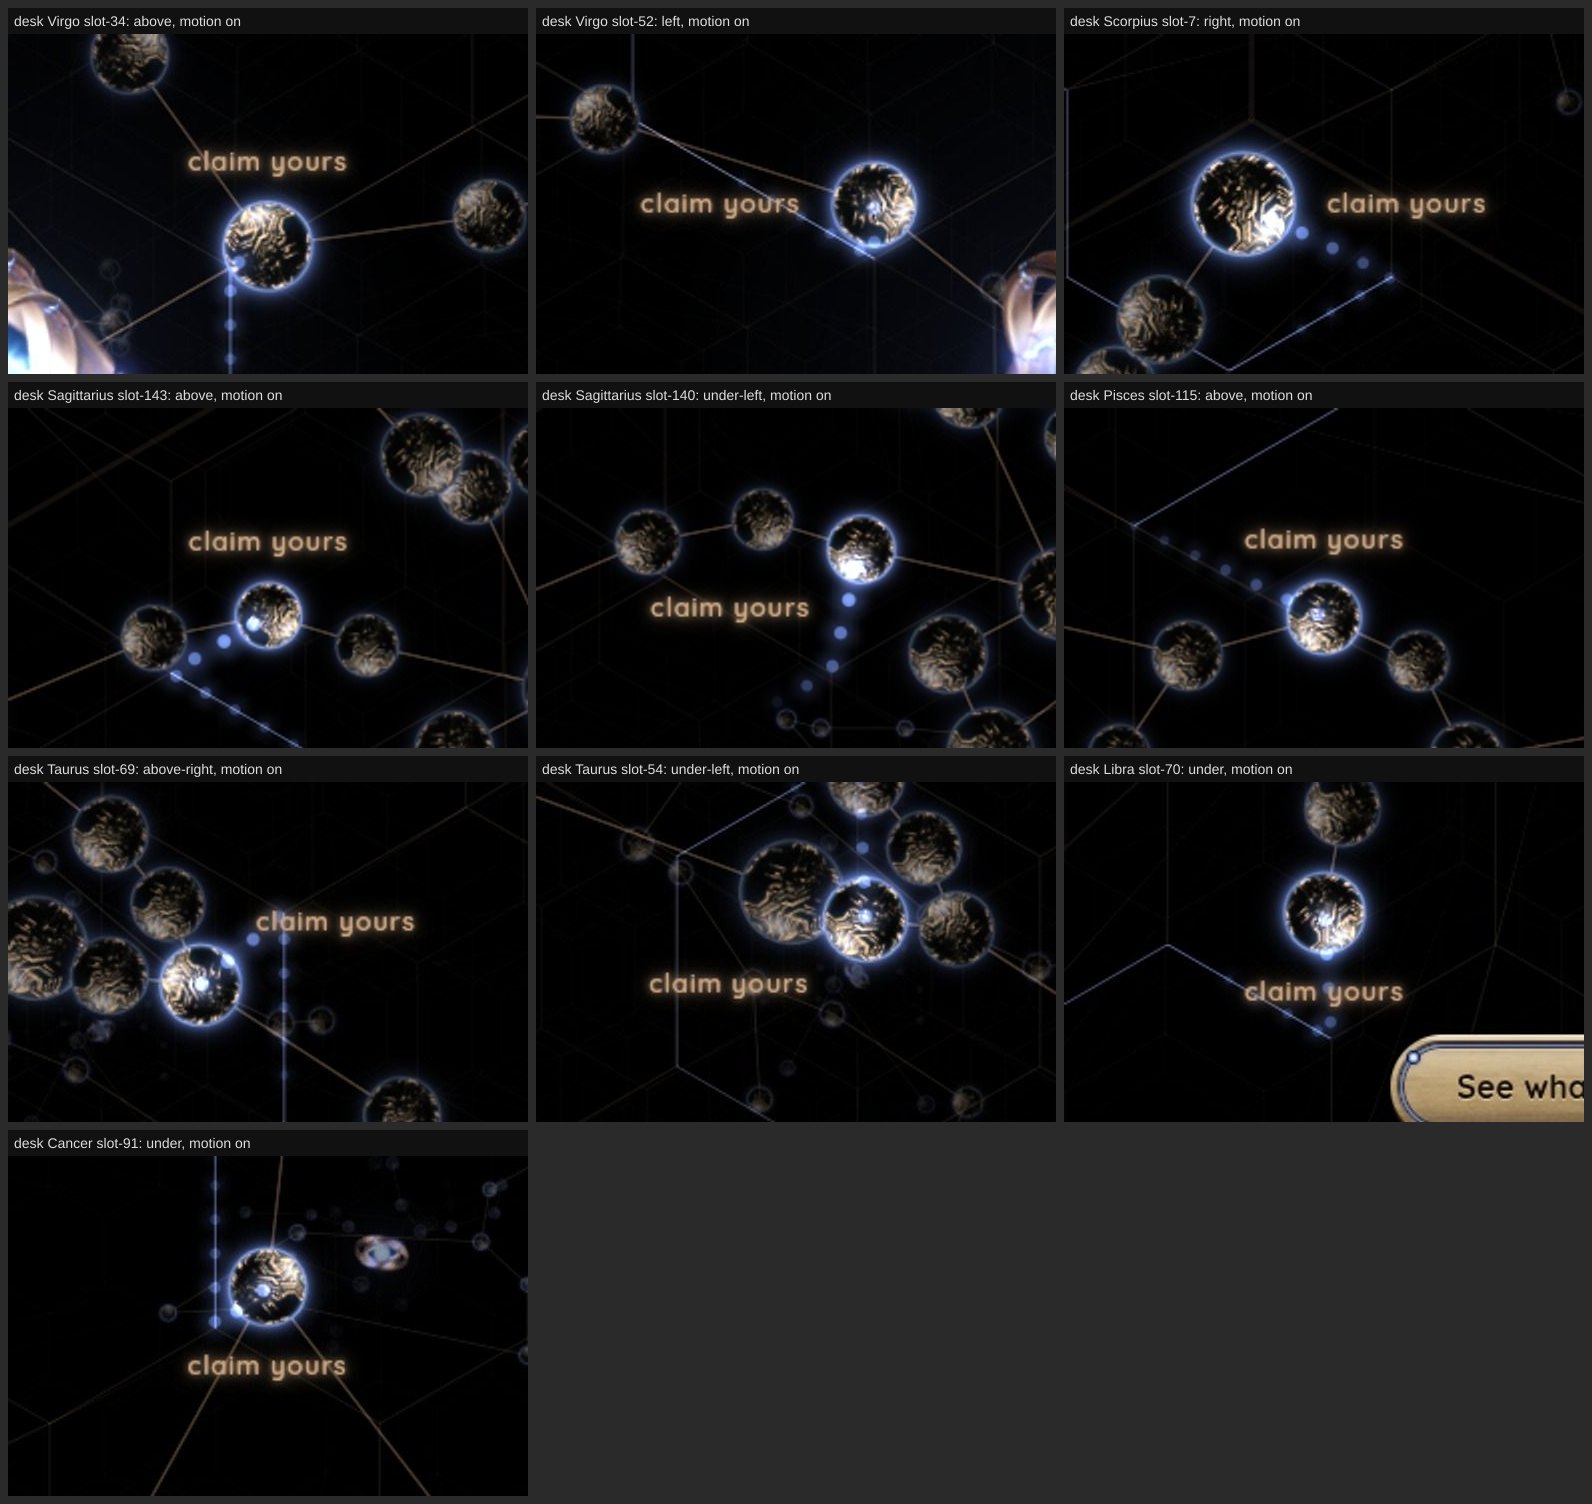 desk Virgo slot-34: above, motion on
claim yours
desk Virgo slot-52: left, motion on
claim yours
desk Scorpius slot-7: right, motion on
claim yours
desk Sagittarius slot-143: above, motion on
claim yours
desk Sagittarius slot-140: under-left, motion on
claim yours
desk Pisces slot-115: above, motion on
claim yours
desk Taurus slot-69: above-right, motion on
claim yours
desk Taurus slot-54: under-left, motion on
claim yours
desk Libra slot-70: under, motion on
claim yours
See
desk Cancer slot-91: under, motion on
claim yours